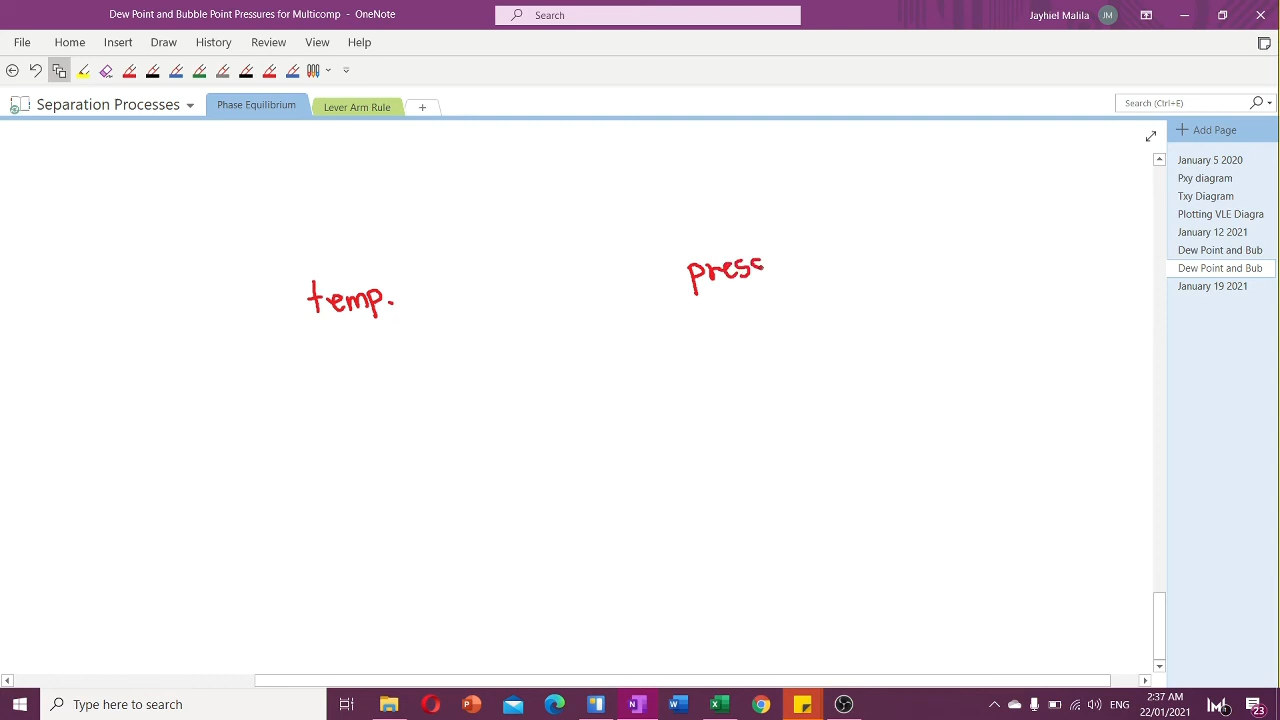 Dew Point and Bubble Point Pressures for Multicomp - OneNote
Search
Jayhiel Malila
JM
File Home Insert Draw History Review View Help
Separation Processes
Phase Equilibrium
Lever Arm Rule
Search (Ctrl+E)
Add Page
January 5 2020
Pxy diagram
Txy Diagram
Plotting VLE Diagra
January 12 2021
Dew Point and Bub
Dew Point and Bub
January 19 2021
temp.
press
Type here to search
ENG
2:37 AM
22/01/2021
23